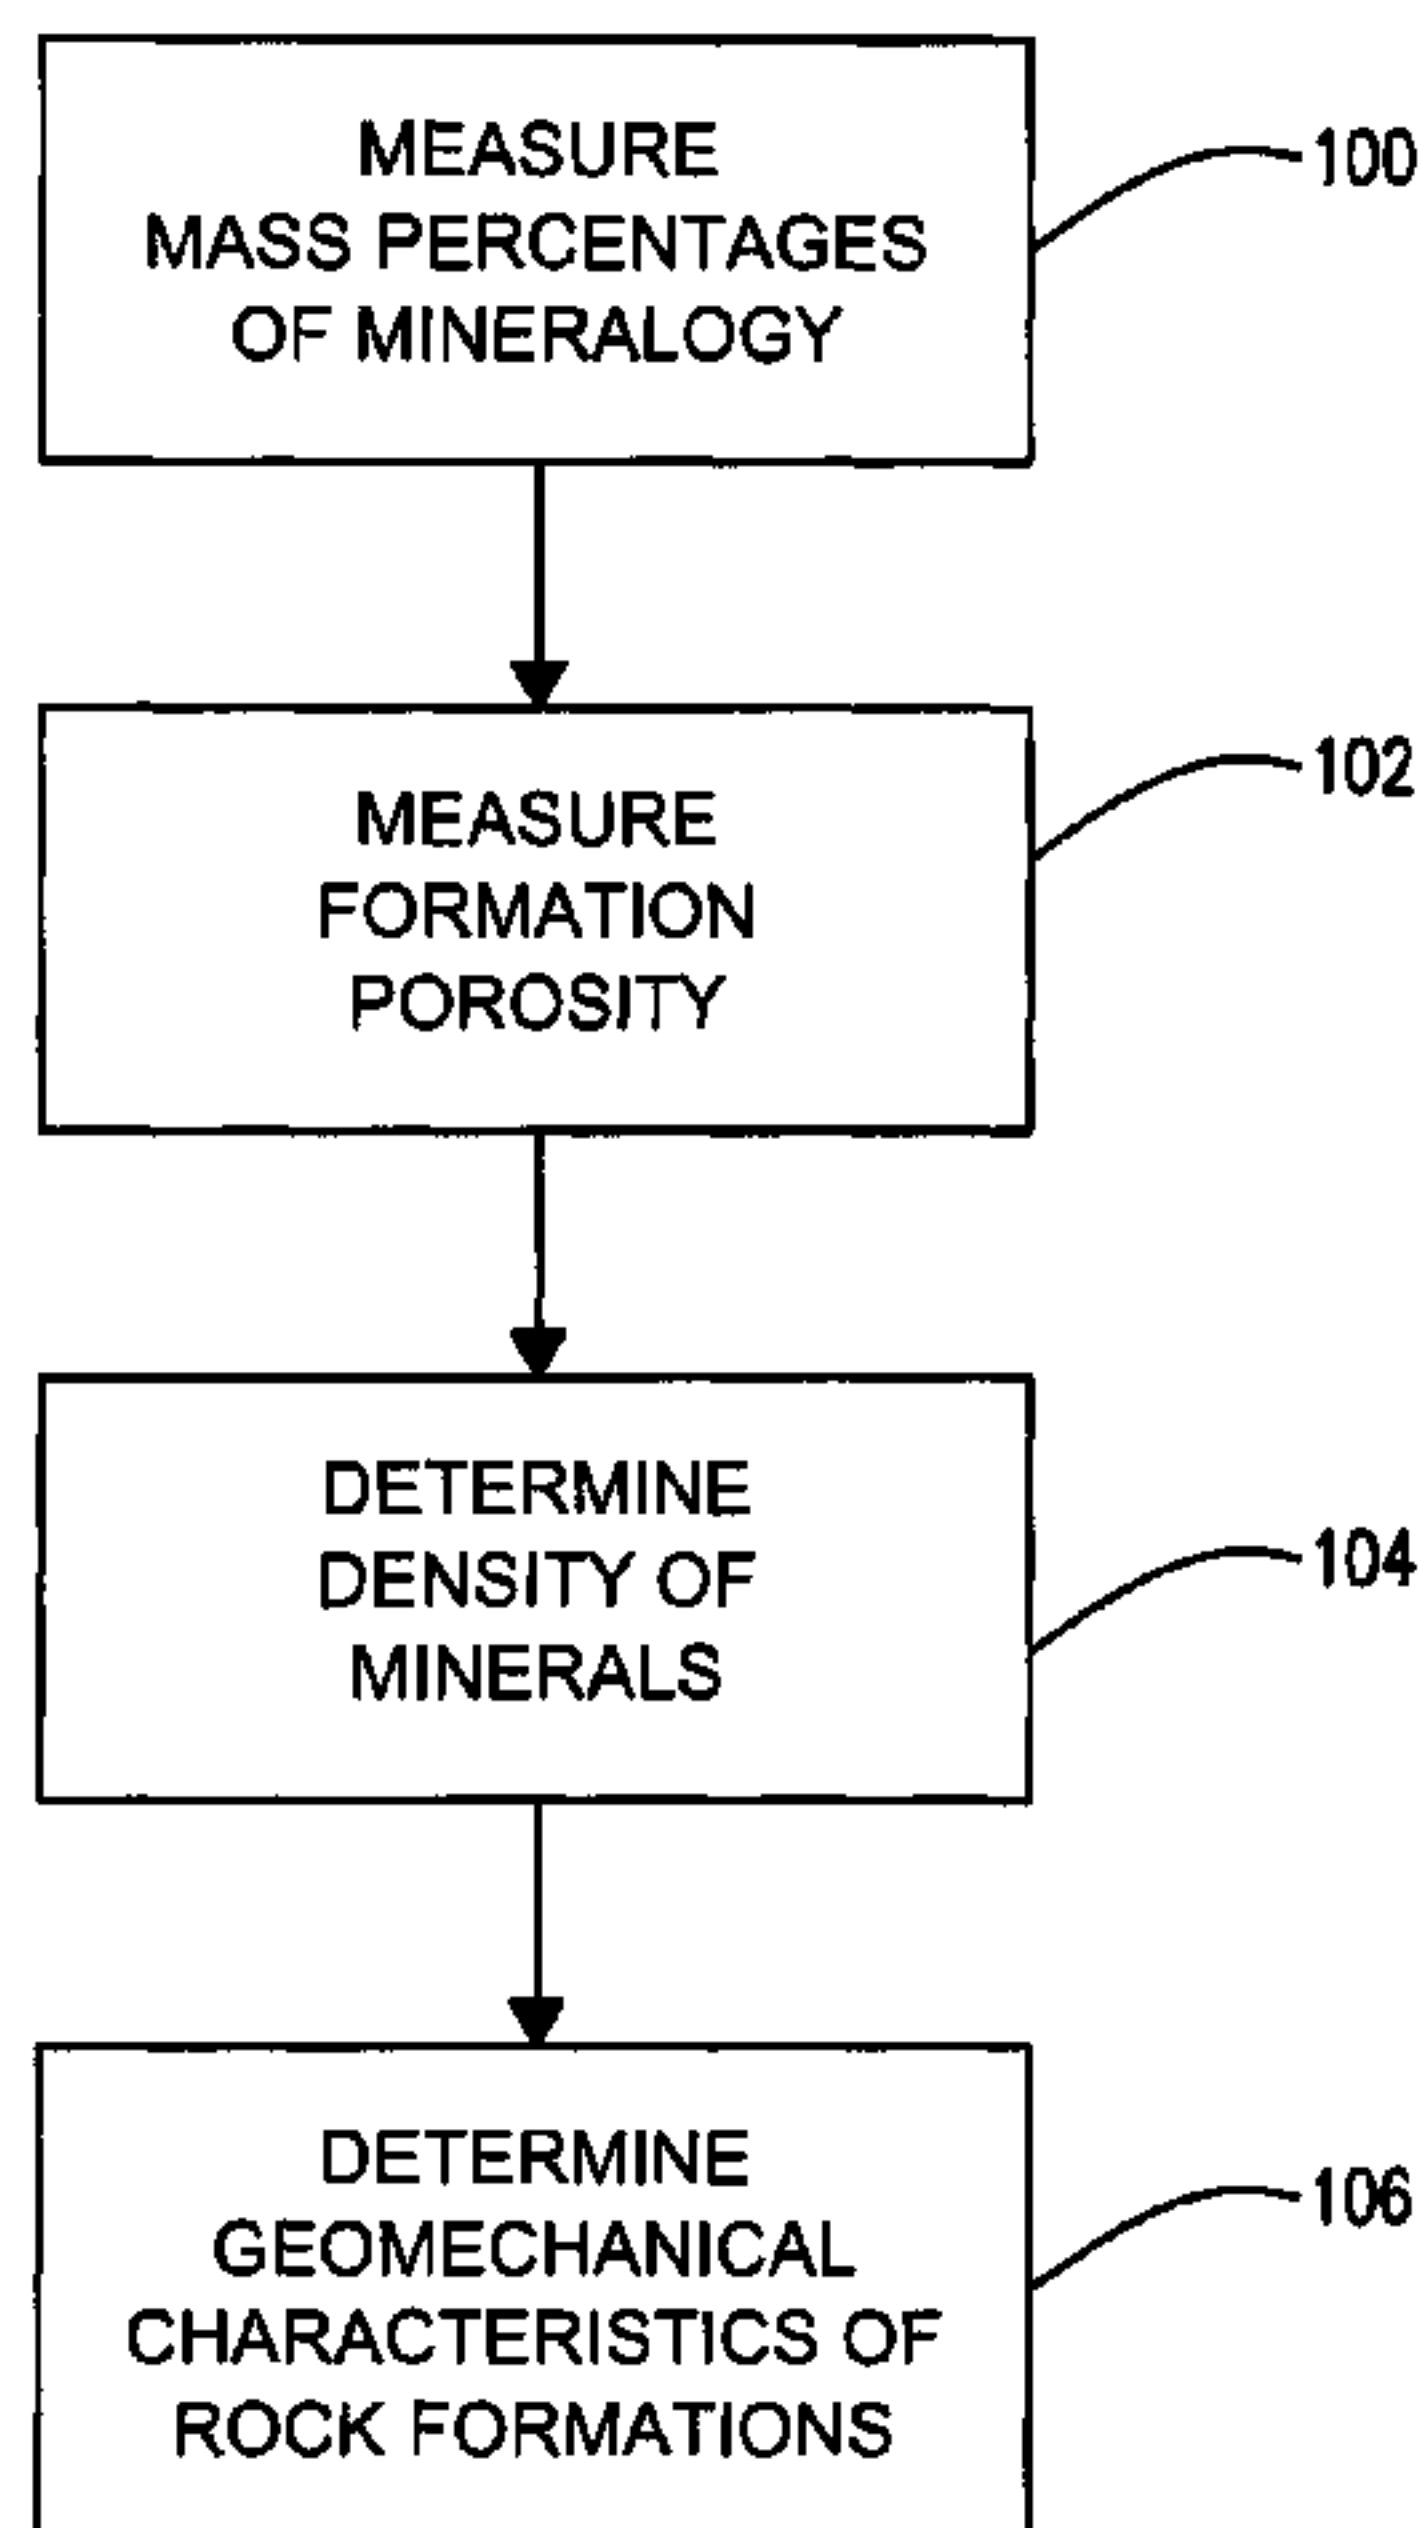 MEASURE
MASS PERCENTAGES
OF MINERALOGY
100
MEASURE
FORMATION
POROSITY
102
DETERMINE
DENSITY OF
MINERALS
104
DETERMINE
GEOMECHANICAL
CHARACTERISTICS OF
ROCK FORMATIONS
106